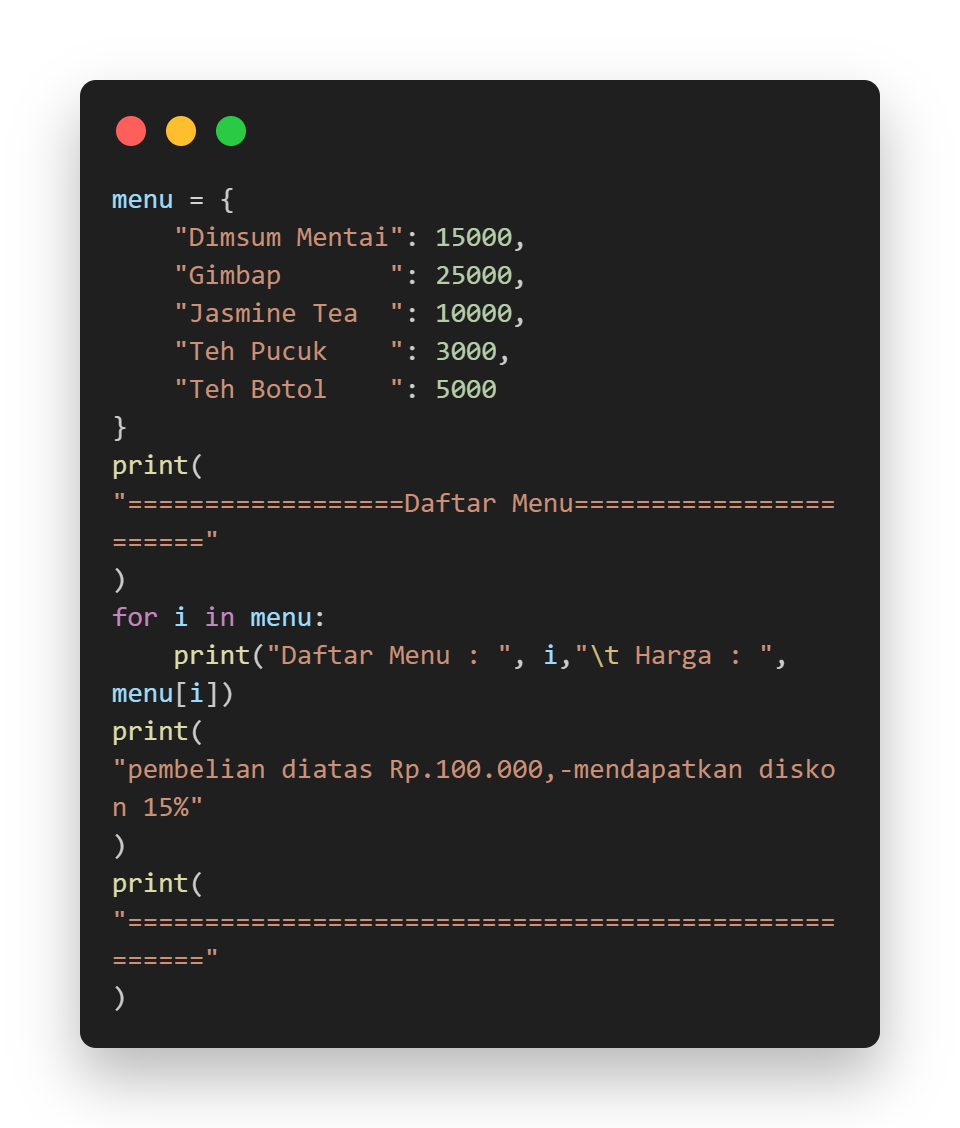 menu = {
    "Dimsum Mentai": 15000,
    "Gimbap       ": 25000,
    "Jasmine Tea  ": 10000,
    "Teh Pucuk    ": 3000,
    "Teh Botol    ": 5000
}
print(
"==================Daftar Menu=================
======"
)
for i in menu:
    print("Daftar Menu : ", i,"\t Harga : ",
menu[i])
print(
"pembelian diatas Rp.100.000,-mendapatkan disko
n 15%"
)
print(
"==============================================
======"
)